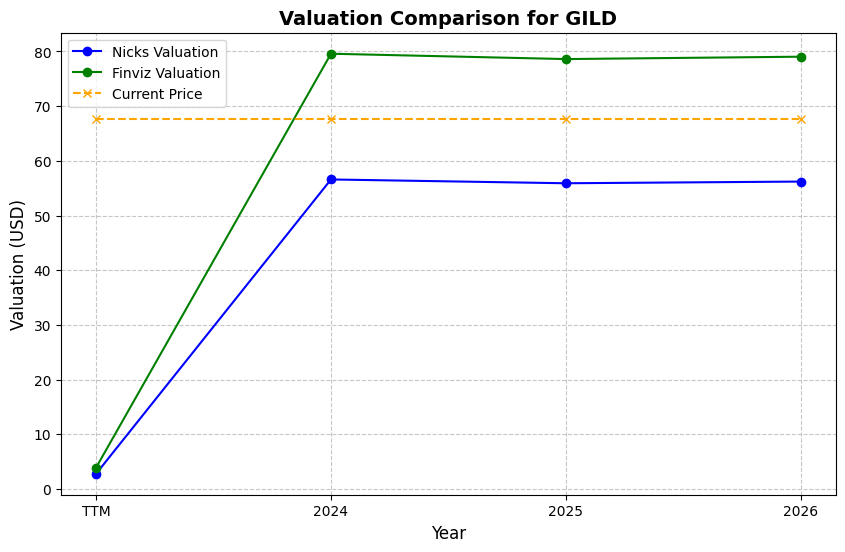 Valuation Comparison for GILD
Nicks Valuation
Finviz Valuation
Current Price
80
70
60
50
40
30
20
10
0
Valuation (USD)
TTM 2024 2025 2026
Year